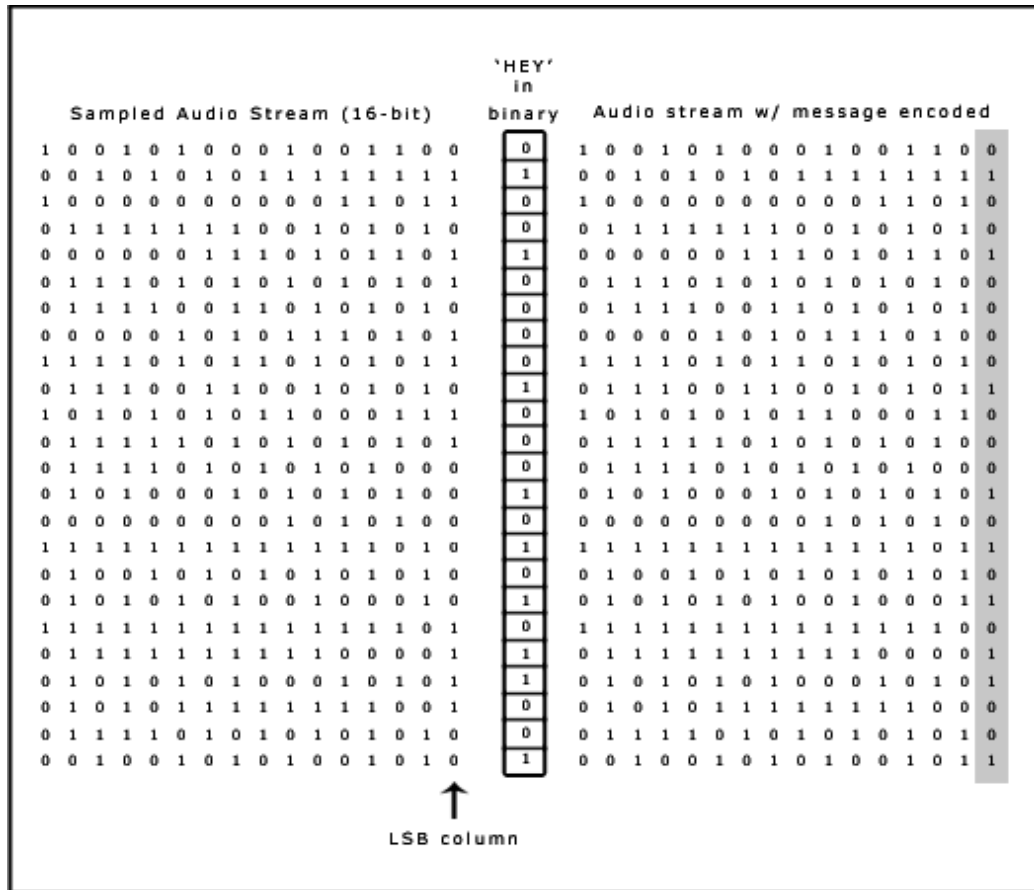 'HEY'
in
Sampled Audio Stream (16-bit) binary Audio stream w/ message encoded
1 0 0 1 0 1 0 0 0 1 0 0 1 1 0 0 0 1 0 0 1 0 1 0 0 0 1 0 0 1 1 0 0
0 0 1 0 1 0 1 0 1 1 1 1 1 1 1 1 1 0 0 1 0 1 0 1 0 1 1 1 1 1 1 1 1
1 0 0 0 0 0 0 0 0 0 0 1 1 0 1 1 0 1 0 0 0 0 0 0 0 0 0 0 1 1 0 1 0
0 1 1 1 1 1 1 1 0 0 1 0 1 0 1 0 0 0 1 1 1 1 1 1 1 0 0 1 0 1 0 1 0
0 0 0 0 0 0 1 1 1 0 1 0 1 1 0 1 1 0 0 0 0 0 0 1 1 1 0 1 0 1 1 0 1
0 1 1 1 0 1 0 1 0 1 0 1 0 1 0 1 0 0 1 1 1 0 1 0 1 0 1 0 1 0 1 0 0
0 1 1 1 1 0 0 1 1 0 1 0 1 0 1 0 0 0 1 1 1 1 0 0 1 1 0 1 0 1 0 1 0
0 0 0 0 0 1 0 1 0 1 1 1 0 1 0 1 0 0 0 0 0 0 1 0 1 0 1 1 1 0 1 0 0
1 1 1 1 0 1 0 1 1 0 1 0 1 0 1 1 0 1 1 1 1 0 1 0 1 1 0 1 0 1 0 1 0
0 1 1 1 0 0 1 1 0 0 1 0 1 0 1 0 1 0 1 1 1 0 0 1 1 0 0 1 0 1 0 1 1
1 0 1 0 1 0 1 0 1 1 0 0 0 1 1 1 0 1 0 1 0 1 0 1 0 1 1 0 0 0 1 1 0
0 1 1 1 1 1 0 1 0 1 0 1 0 1 0 1 0 0 1 1 1 1 1 0 1 0 1 0 1 0 1 0 0
0 1 1 1 1 0 1 0 1 0 1 0 1 0 0 0 0 0 1 1 1 1 0 1 0 1 0 1 0 1 0 0 0
0 1 0 1 0 0 0 1 0 1 0 1 0 1 0 0 1 0 1 0 1 0 0 0 1 0 1 0 1 0 1 0 1
0 0 0 0 0 0 0 0 0 1 0 1 0 1 0 0 0 0 0 0 0 0 0 0 0 0 1 0 1 0 1 0 0
1 1 1 1 1 1 1 1 1 1 1 1 1 0 1 0 1 1 1 1 1 1 1 1 1 1 1 1 1 1 0 1 1
0 1 0 0 1 0 1 0 1 0 1 0 1 0 1 0 0 0 1 0 0 1 0 1 0 1 0 1 0 1 0 1 0
0 1 0 1 0 1 0 1 0 0 1 0 0 0 1 0 1 0 1 0 1 0 1 0 1 0 0 1 0 0 0 1 1
1 1 1 1 1 1 1 1 1 1 1 1 1 1 0 1 0 1 1 1 1 1 1 1 1 1 1 1 1 1 1 0 0
0 1 1 1 1 1 1 1 1 1 1 0 0 0 0 1 1 0 1 1 1 1 1 1 1 1 1 1 0 0 0 0 1
0 1 0 1 0 1 0 1 0 0 0 1 0 1 0 1 1 0 1 0 1 0 1 0 1 0 0 0 1 0 1 0 1
0 1 0 1 0 1 1 1 1 1 1 1 1 0 0 1 0 0 1 0 1 0 1 1 1 1 1 1 1 1 0 0 0
0 1 1 1 1 0 1 0 1 0 1 0 1 0 1 0 0 0 1 1 1 1 0 1 0 1 0 1 0 1 0 1 0
0 0 1 0 0 1 0 1 0 1 0 0 1 0 1 0 1 0 0 1 0 0 1 0 1 0 1 0 0 1 0 1 1
LSB column